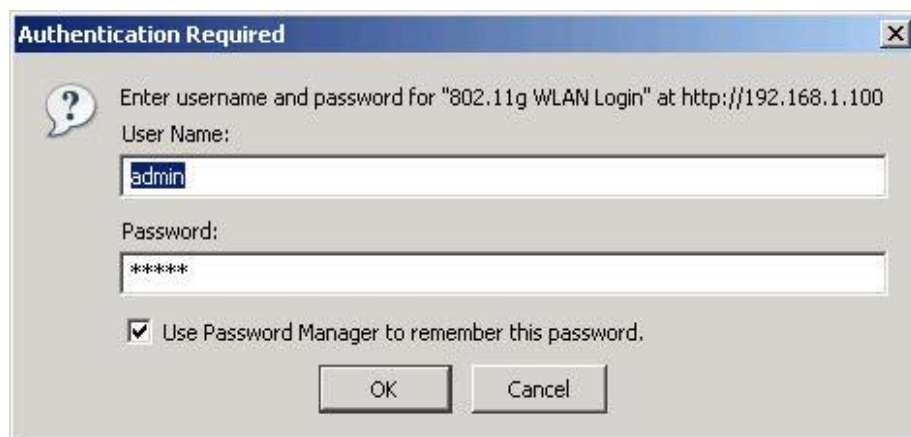 Authentication Required
Enter username and password for "802.11g WLAN Login" at http://192.168.1.100
User Name:
admin
Password:
*****
Use Password Manager to remember this password.
OK
Cancel